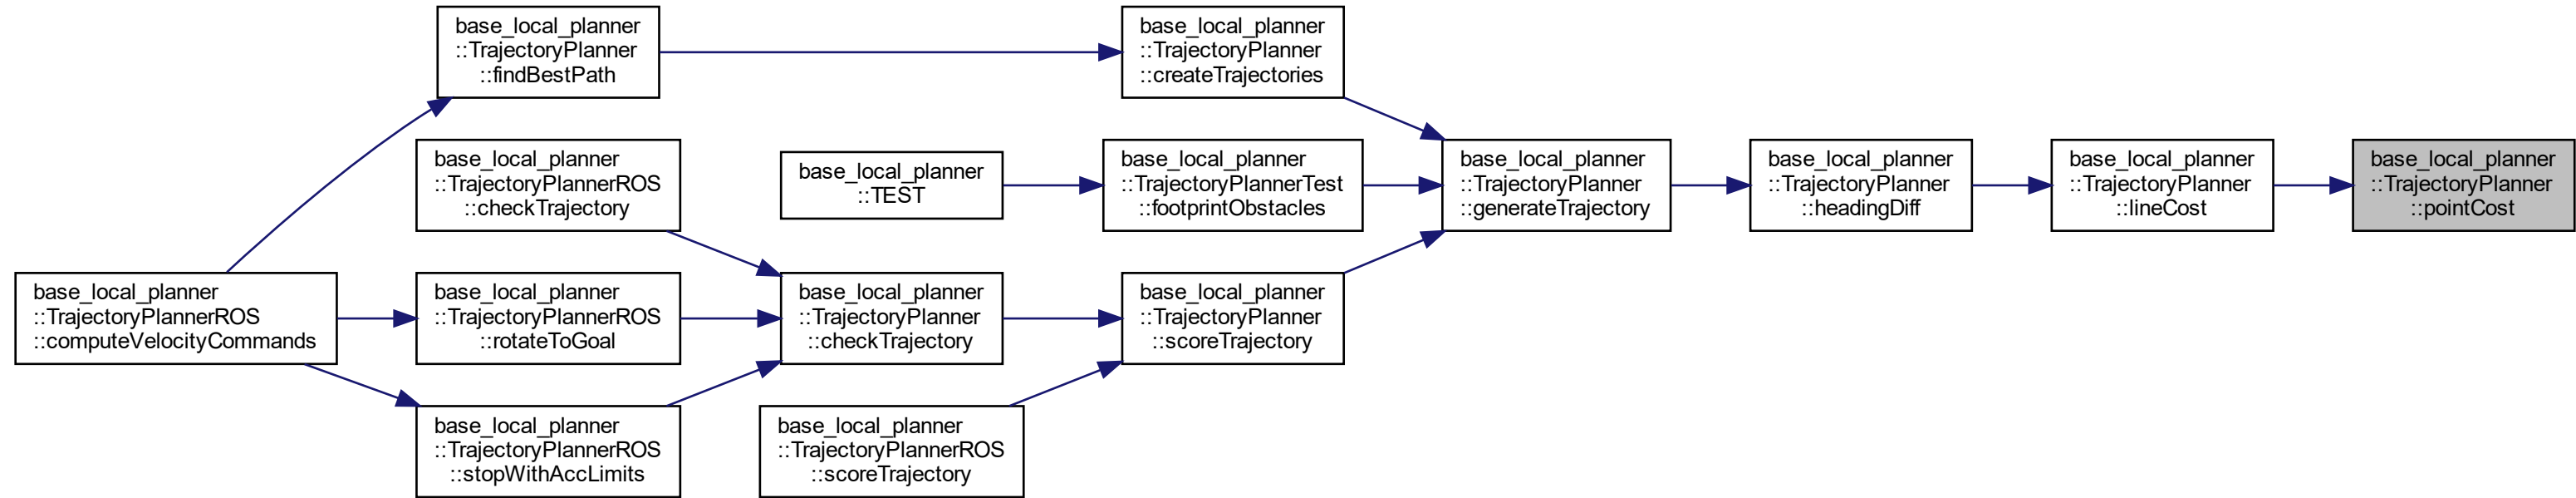 base_local_planner
::TrajectoryPlanner
::findBestPath
base_local_planner
::TrajectoryPlanner
::createTrajectories
base_local_planner
::TrajectoryPlannerROS
::checkTrajectory
base_local_planner
::TEST
base_local_planner
::TrajectoryPlannerTest
::footprintObstacles
base_local_planner
::TrajectoryPlanner
::generateTrajectory
base_local_planner
::TrajectoryPlanner
::headingDiff
base_local_planner
::TrajectoryPlanner
::lineCost
base_local_planner
::TrajectoryPlanner
::pointCost
base_local_planner
::TrajectoryPlannerROS
::computeVelocityCommands
base_local_planner
::TrajectoryPlannerROS
::rotateToGoal
base_local_planner
::TrajectoryPlanner
::checkTrajectory
base_local_planner
::TrajectoryPlanner
::scoreTrajectory
base_local_planner
::TrajectoryPlannerROS
::stopWithAccLimits
base_local_planner
::TrajectoryPlannerROS
::scoreTrajectory